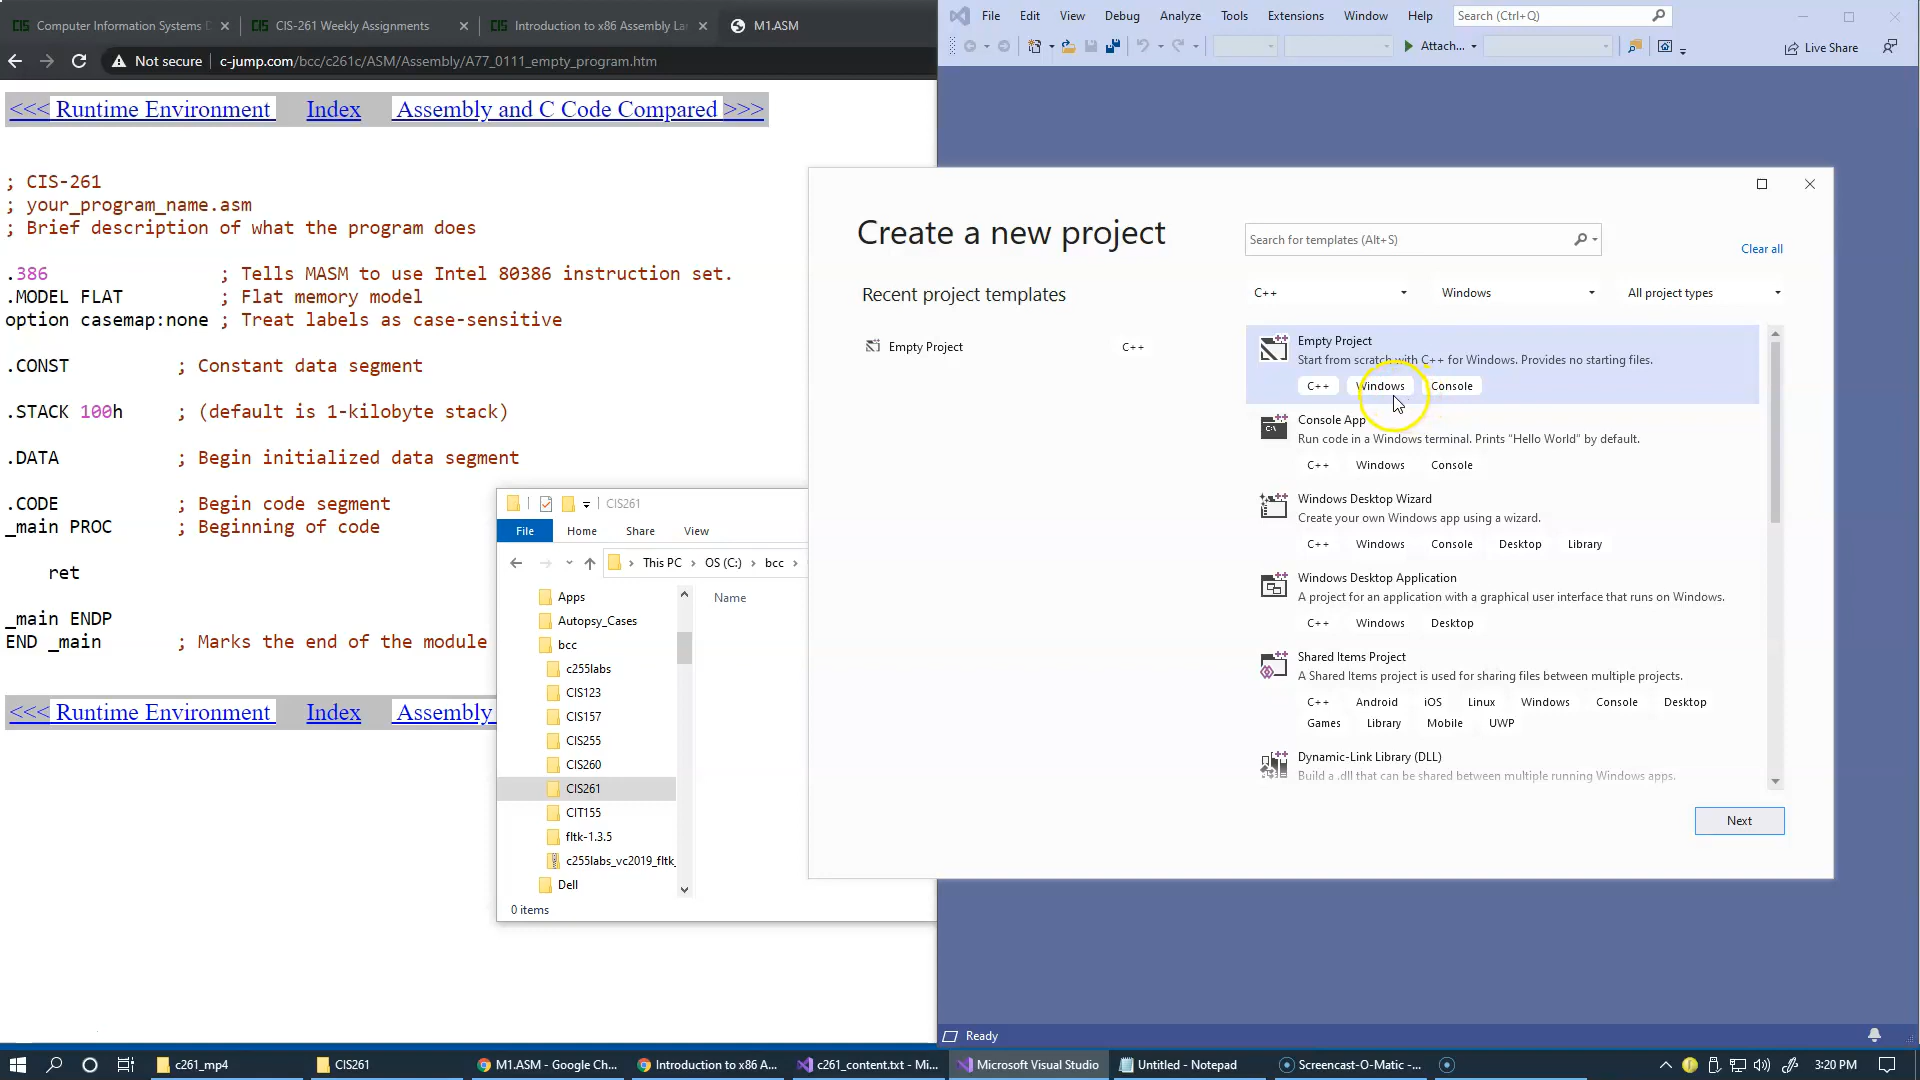 Computer Information Systems D
CIS-261 Weekly Assignments
Introduction to x86 Assembly La
M1.ASM
Not secure
c-jump.com/bcc/c261c/ASM/Assembly/A77_0111_empty_program.htm
<<< Runtime Environment Index Assembly and C Code Compared >>>
; CIS-261
; your_program_name.asm
; Brief description of what the program does
.386 ; Tells MASM to use Intel 80386 instruction set.
.MODEL FLAT ; Flat memory model
option casemap:none ; Treat labels as case-sensitive
.CONST ; Constant data segment
.STACK 100h ; (default is 1-kilobyte stack)
.DATA ; Begin initialized data segment
.CODE ; Begin code segment
_main PROC ; Beginning of code
ret
_main ENDP
END _main ; Marks the end of the module
<<< Runtime Environment Index Assembly
CIS261
File Home Share View
This PC > OS (C:) > bcc >
Name
Apps
Autopsy_Cases
bcc
c255labs
CIS123
CIS157
CIS255
CIS260
CIS261
CIT155
fltk-1.3.5
c255labs_vc2019_fltk_
Dell
0 items
File Edit View Debug Analyze Tools Extensions Window Help Search (Ctrl+Q)
Attach...
Live Share
Create a new project
Search for templates (Alt+S)
Clear all
Recent project templates
C++ Windows All project types
Empty Project C++
Empty Project
Start from scratch with C++ for Windows. Provides no starting files.
C++ Windows Console
Console App
Run code in a Windows terminal. Prints "Hello World" by default.
C++ Windows Console
Windows Desktop Wizard
Create your own Windows app using a wizard.
C++ Windows Console Desktop Library
Windows Desktop Application
A project for an application with a graphical user interface that runs on Windows.
C++ Windows Desktop
Shared Items Project
A Shared Items project is used for sharing files between multiple projects.
C++ Android iOS Linux Windows Console Desktop
Games Library Mobile UWP
Dynamic-Link Library (DLL)
Build a .dll that can be shared between multiple running Windows apps.
Next
Ready
c261_mp4
CIS261
M1.ASM - Google Ch...
Introduction to x86 A...
c261_content.txt - Mi...
Microsoft Visual Studio
Untitled - Notepad
Screencast-O-Matic -...
3:20 PM